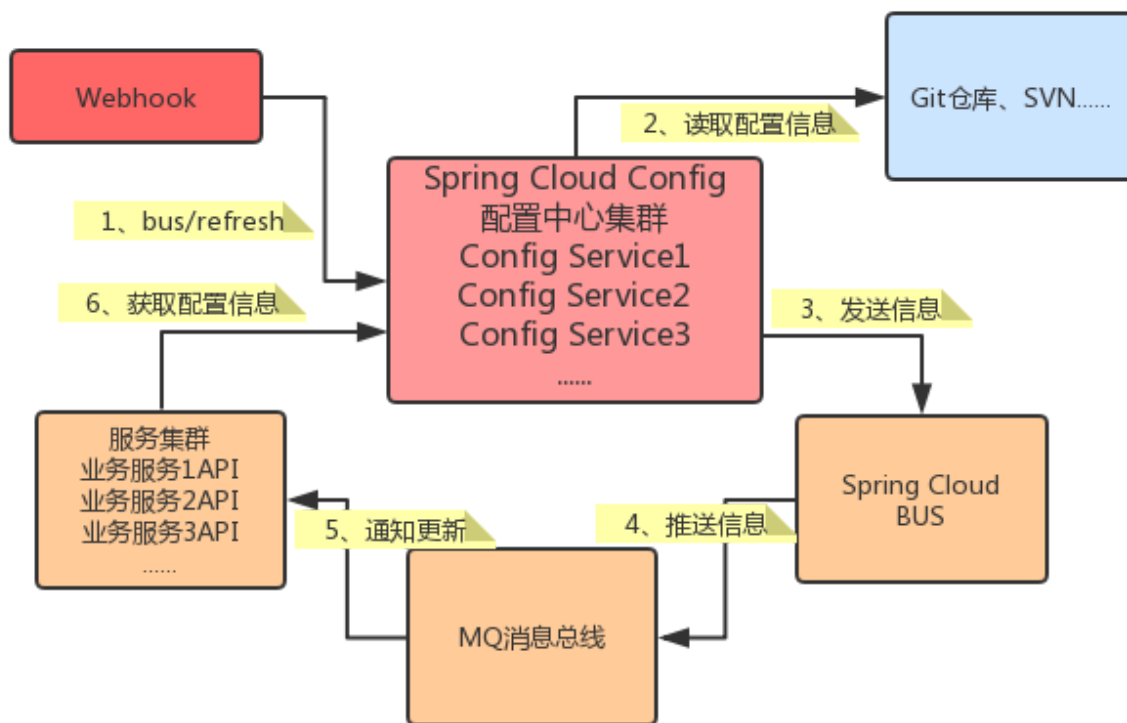 Webhook
Git仓库、SVN......
2、读取配置信息
Spring Cloud Config
配置中心集群
Config Service1
Config Service2
Config Service3
......
1、bus/refresh
6、获取配置信息
3、发送信息
服务集群
业务服务1API
业务服务2API
业务服务3API
......
Spring Cloud
BUS
4、推送信息
5、通知更新
MQ消息总线